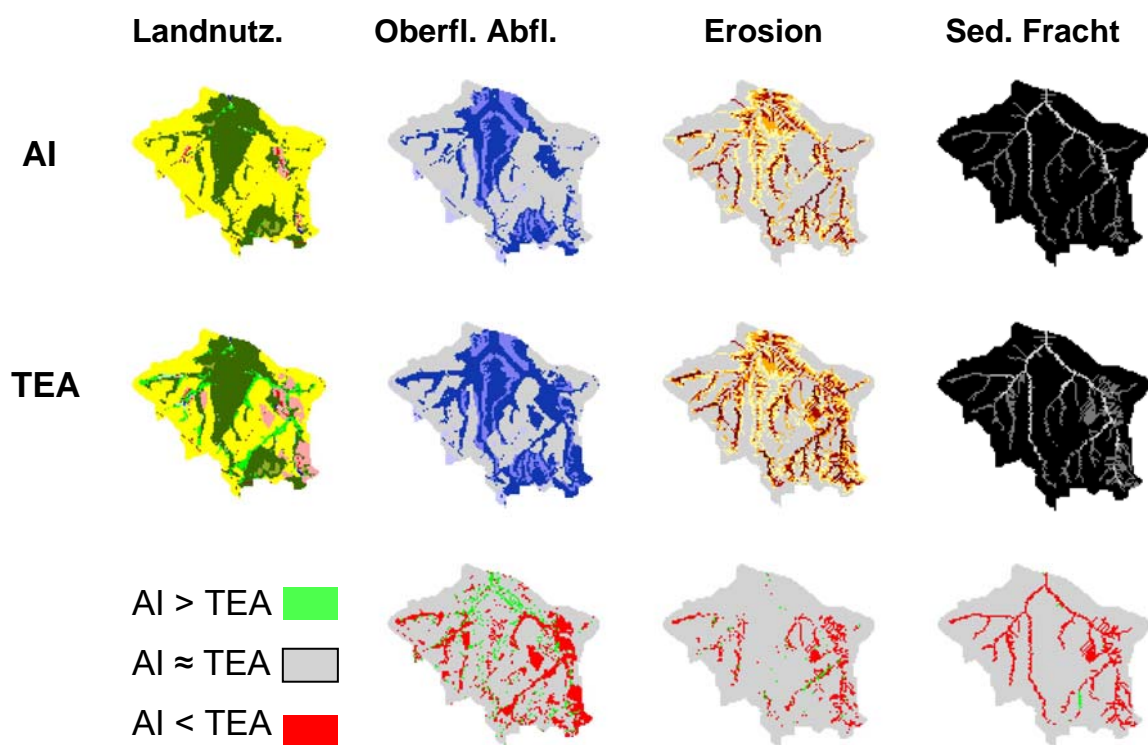 Landnutz. Oberfl. Abfl. Erosion Sed. Fracht
AI
TEA
AI > TEA
AI ≈ TEA
AI < TEA